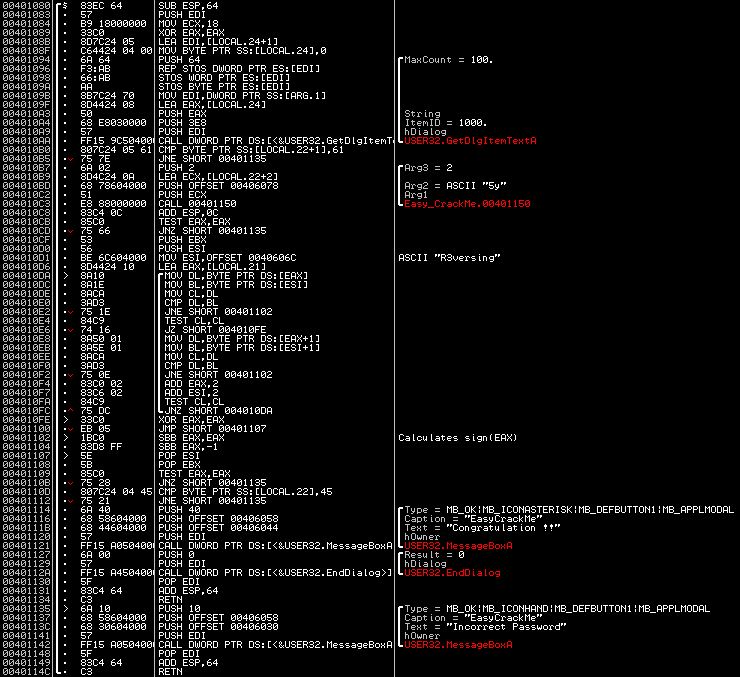 00401080 $ 83EC 64 SUB ESP,64
00401083 . 57 PUSH EDI
00401084 . B9 18000000 MOV ECX,18
00401089 . 33C0 XOR EAX,EAX
0040108B . 8D7C24 05 LEA EDI,[LOCAL.24+1]
0040108F . C64424 04 00 MOV BYTE PTR SS:[LOCAL.24],0
00401094 . 6A 64 PUSH 64 MaxCount = 100.
00401096 . F3:AB REP STOS DWORD PTR ES:[EDI]
00401098 . 66:AB STOS WORD PTR ES:[EDI]
0040109A . AA STOS BYTE PTR ES:[EDI]
0040109B . 8B7C24 70 MOV EDI,DWORD PTR SS:[ARG.1]
0040109F . 8D4424 08 LEA EAX,[LOCAL.24]
004010A3 . 50 PUSH EAX String
004010A4 . 68 E8030000 PUSH 3E8 ItemID = 1000.
004010A9 . 57 PUSH EDI hDialog
004010AA . FF15 9C50400 CALL DWORD PTR DS:[<&USER32.GetDlgItemT USER32.GetDlgItemTextA
004010B0 . 807C24 05 61 CMP BYTE PTR SS:[LOCAL.22+1],61
004010B5 . 75 7E JNE SHORT 00401135
004010B7 . 6A 02 PUSH 2 Arg3 = 2
004010B9 . 8D4C24 0A LEA ECX,[LOCAL.22+2]
004010BD . 68 78604000 PUSH OFFSET 00406078 Arg2 = ASCII "5y"
004010C2 . 51 PUSH ECX Arg1
004010C3 . E8 88000000 CALL 00401150 Easy_CrackMe.00401150
004010C8 . 83C4 0C ADD ESP,0C
004010CB . 85C0 TEST EAX,EAX
004010CD . 75 66 JNZ SHORT 00401135
004010CF . 53 PUSH EBX
004010D0 . 56 PUSH ESI
004010D1 . BE 6C604000 MOV ESI,OFFSET 0040606C ASCII "R3versing"
004010D6 . 8D4424 10 LEA EAX,[LOCAL.21]
004010DA > 8A10 MOV DL,BYTE PTR DS:[EAX]
004010DC . 8A1E MOV BL,BYTE PTR DS:[ESI]
004010DE . 8ACA MOV CL,DL
004010E0 . 3AD3 CMP DL,BL
004010E2 . 75 1E JNE SHORT 00401102
004010E4 . 84C9 TEST CL,CL
004010E6 . 74 16 JZ SHORT 004010FE
004010E8 . 8A50 01 MOV DL,BYTE PTR DS:[EAX+1]
004010EB . 8A5E 01 MOV BL,BYTE PTR DS:[ESI+1]
004010EE . 8ACA MOV CL,DL
004010F0 . 3AD3 CMP DL,BL
004010F2 . 75 0E JNE SHORT 00401102
004010F4 . 83C0 02 ADD EAX,2
004010F7 . 83C6 02 ADD ESI,2
004010FA . 84C9 TEST CL,CL
004010FC . 75 DC JNZ SHORT 004010DA
004010FE > 33C0 XOR EAX,EAX
00401100 . EB 05 JMP SHORT 00401107
00401102 > 1BC0 SBB EAX,EAX Calculates sign(EAX)
00401104 . 83D8 FF SBB EAX,-1
00401107 > 5E POP ESI
00401108 . 5B POP EBX
00401109 . 85C0 TEST EAX,EAX
0040110B . 75 28 JNZ SHORT 00401135
0040110D . 807C24 04 45 CMP BYTE PTR SS:[LOCAL.22],45
00401112 . 75 21 JNE SHORT 00401135
00401114 . 6A 40 PUSH 40 Type = MB_OK|MB_ICONASTERISK|MB_DEFBUTTON1|MB_APPLMODAL
00401116 . 68 58604000 PUSH OFFSET 00406058 Caption = "EasyCrackMe"
0040111B . 68 44604000 PUSH OFFSET 00406044 Text = "Congratulation !!"
00401120 . 57 PUSH EDI hOwner
00401121 . FF15 A050400 CALL DWORD PTR DS:[<&USER32.MessageBoxA USER32.MessageBoxA
00401127 . 6A 00 PUSH 0 Result = 0
00401129 . 57 PUSH EDI hDialog
0040112A . FF15 A450400 CALL DWORD PTR DS:[<&USER32.EndDialog>] USER32.EndDialog
00401130 . 5F POP EDI
00401131 . 83C4 64 ADD ESP,64
00401134 . C3 RETN
00401135 > 6A 10 PUSH 10 Type = MB_OK|MB_ICONHAND|MB_DEFBUTTON1|MB_APPLMODAL
00401137 . 68 58604000 PUSH OFFSET 00406058 Caption = "EasyCrackMe"
0040113C . 68 30604000 PUSH OFFSET 00406030 Text = "Incorrect Password"
00401141 . 57 PUSH EDI hOwner
00401142 . FF15 A050400 CALL DWORD PTR DS:[<&USER32.MessageBoxA USER32.MessageBoxA
00401148 . 5F POP EDI
00401149 . 83C4 64 ADD ESP,64
0040114C . C3 RETN